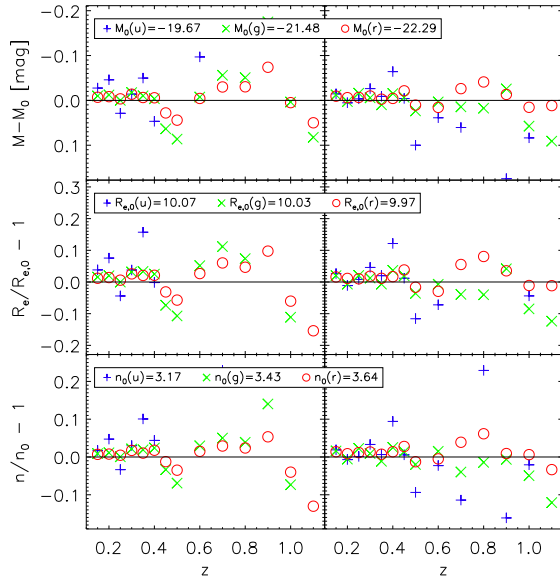 M−M₀ [mag]
-0.2
-0.1
0.0
0.1
M₀(u)=−19.67 M₀(g)=−21.48 M₀(r)=−22.29
Rₑ/Rₑ,₀ − 1
0.3
0.2
0.1
0.0
-0.1
-0.2
Rₑ,₀(u)=10.07 Rₑ,₀(g)=10.03 Rₑ,₀(r)=9.97
n/n₀ − 1
0.2
0.1
0.0
-0.1
n₀(u)=3.17 n₀(g)=3.43 n₀(r)=3.64
0.2 0.4 0.6 0.8 1.0 0.2 0.4 0.6 0.8 1.0
z z